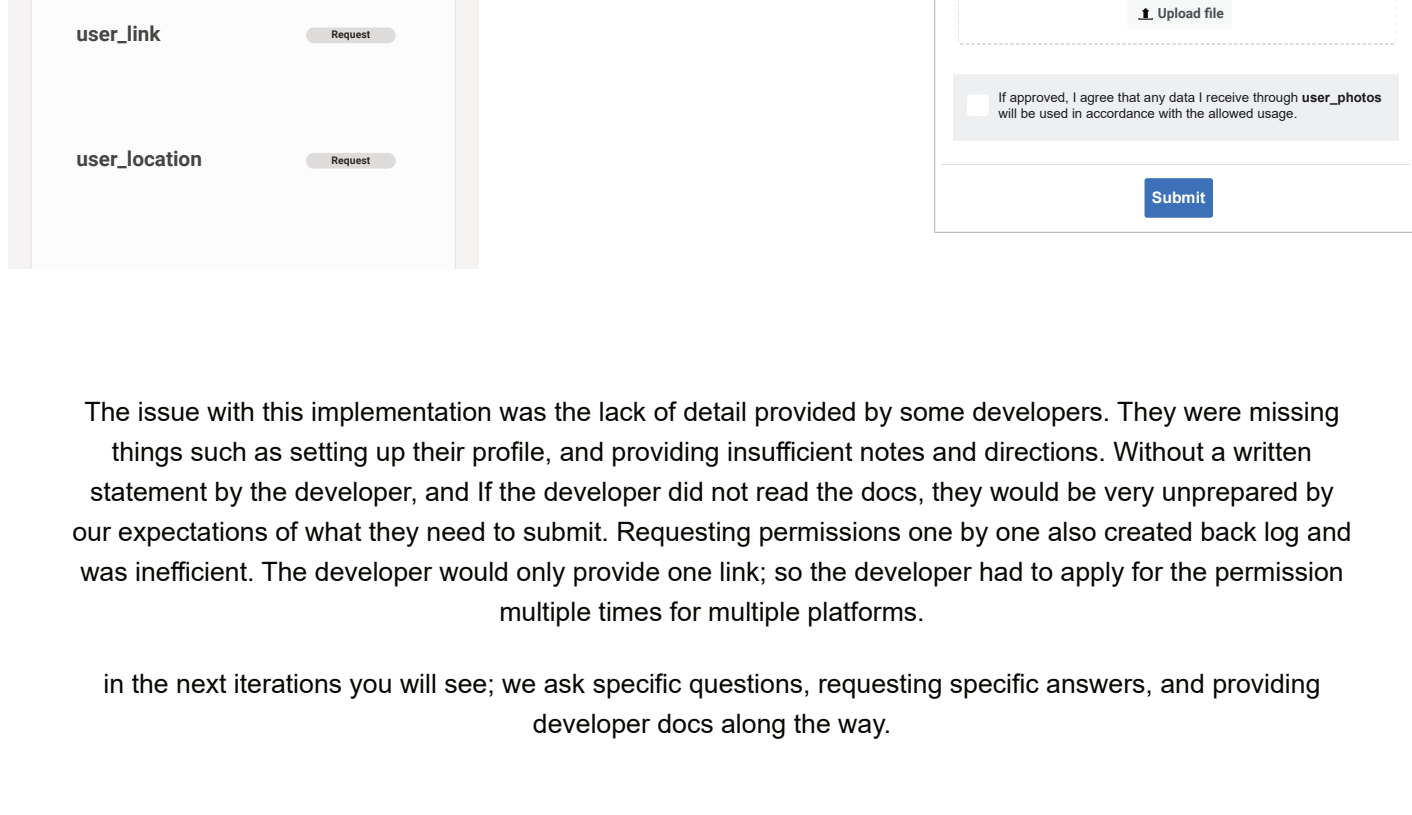 user_link
Request
user_location
Request
Upload file
If approved, I agree that any data I receive through user_photos
will be used in accordance with the allowed usage.
Submit
The issue with this implementation was the lack of detail provided by some developers. They were missing
things such as setting up their profile, and providing insufficient notes and directions. Without a written
statement by the developer, and If the developer did not read the docs, they would be very unprepared by
our expectations of what they need to submit. Requesting permissions one by one also created back log and
was inefficient. The developer would only provide one link; so the developer had to apply for the permission
multiple times for multiple platforms.
in the next iterations you will see; we ask specific questions, requesting specific answers, and providing
developer docs along the way.